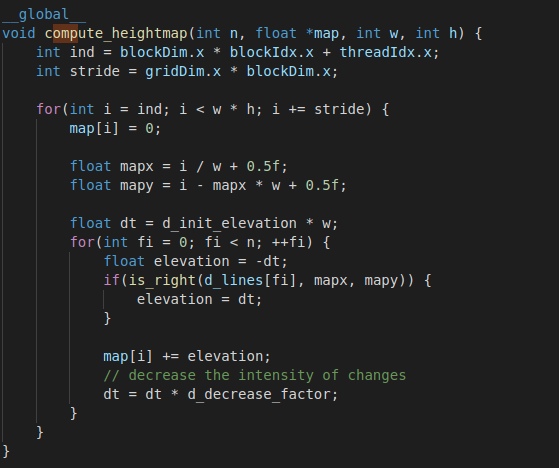 __global__
void compute_heightmap(int n, float *map, int w, int h) {
    int ind = blockDim.x * blockIdx.x + threadIdx.x;
    int stride = gridDim.x * blockDim.x;

    for(int i = ind; i < w * h; i += stride) {
        map[i] = 0;

        float mapx = i / w + 0.5f;
        float mapy = i - mapx * w + 0.5f;

        float dt = d_init_elevation * w;
        for(int fi = 0; fi < n; ++fi) {
            float elevation = -dt;
            if(is_right(d_lines[fi], mapx, mapy)) {
                elevation = dt;
            }

            map[i] += elevation;
            // decrease the intensity of changes
            dt = dt * d_decrease_factor;
        }
    }
}